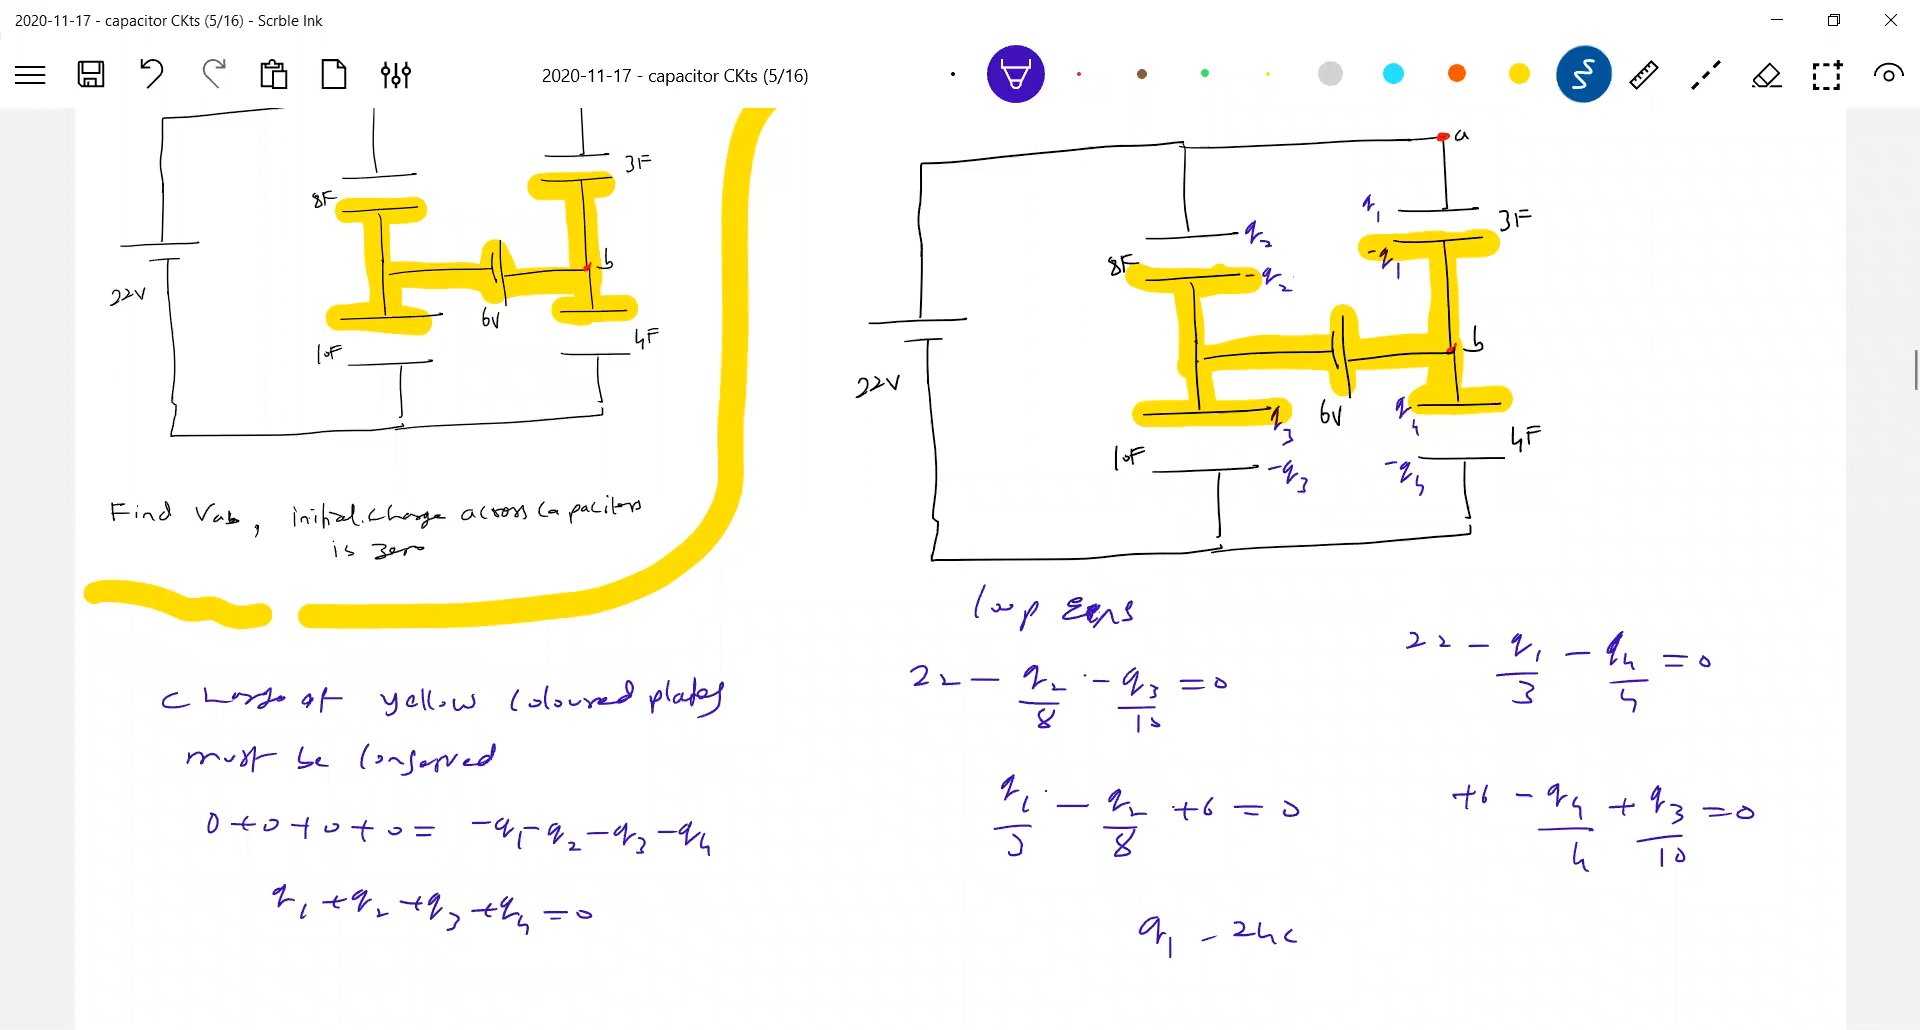 2020-11-17 - capacitor CKts (5/16) - Scrble Ink
2020-11-17 - capacitor CKts (5/16)
3F
8F
b
22V
6V
10F
4F
Find Vab, initial charge across capacitors
is zero
charge of yellow coloured plates
must be conserved
0+0+0+0 = -q1-q2-q3-q4
q1+q2+q3+q4=0
a
q1
3F
q2
-q1
8F
-q2
b
22V
q3
6V
q4
4F
10F
-q3
-q4
loop Eqns
22 - q2/8 - q3/10 = 0
22 - q1/3 - q4/4 = 0
q1/3 - q2/8 + 6 = 0
+6 - q4/4 + q3/10 = 0
q1 - 24c